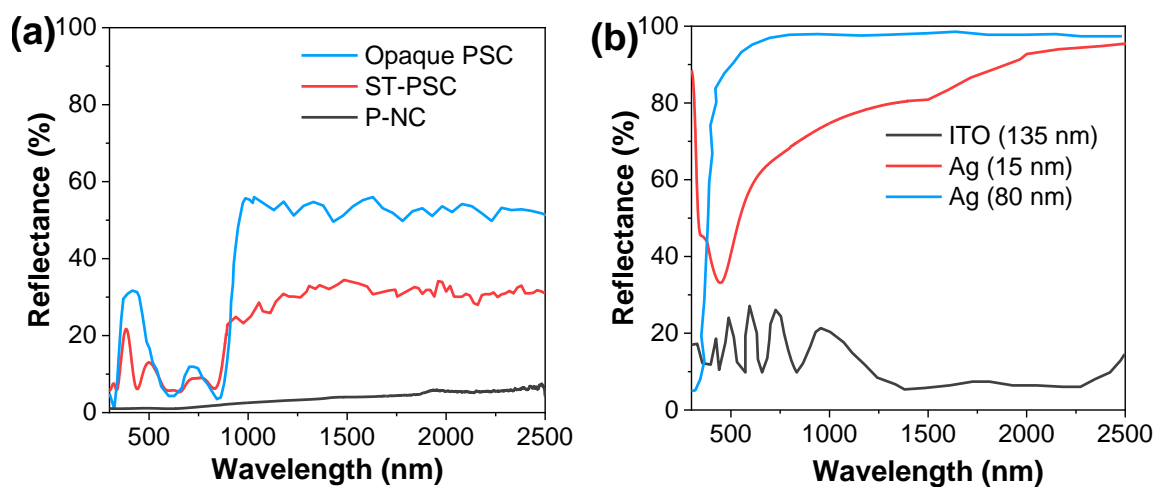 (a)
Reflectance (%)
100
80
60
40
20
0
Opaque PSC
ST-PSC
P-NC
500 1000 1500 2000 2500
Wavelength (nm)
(b)
Reflectance (%)
100
80
60
40
20
0
ITO (135 nm)
Ag (15 nm)
Ag (80 nm)
500 1000 1500 2000 2500
Wavelength (nm)